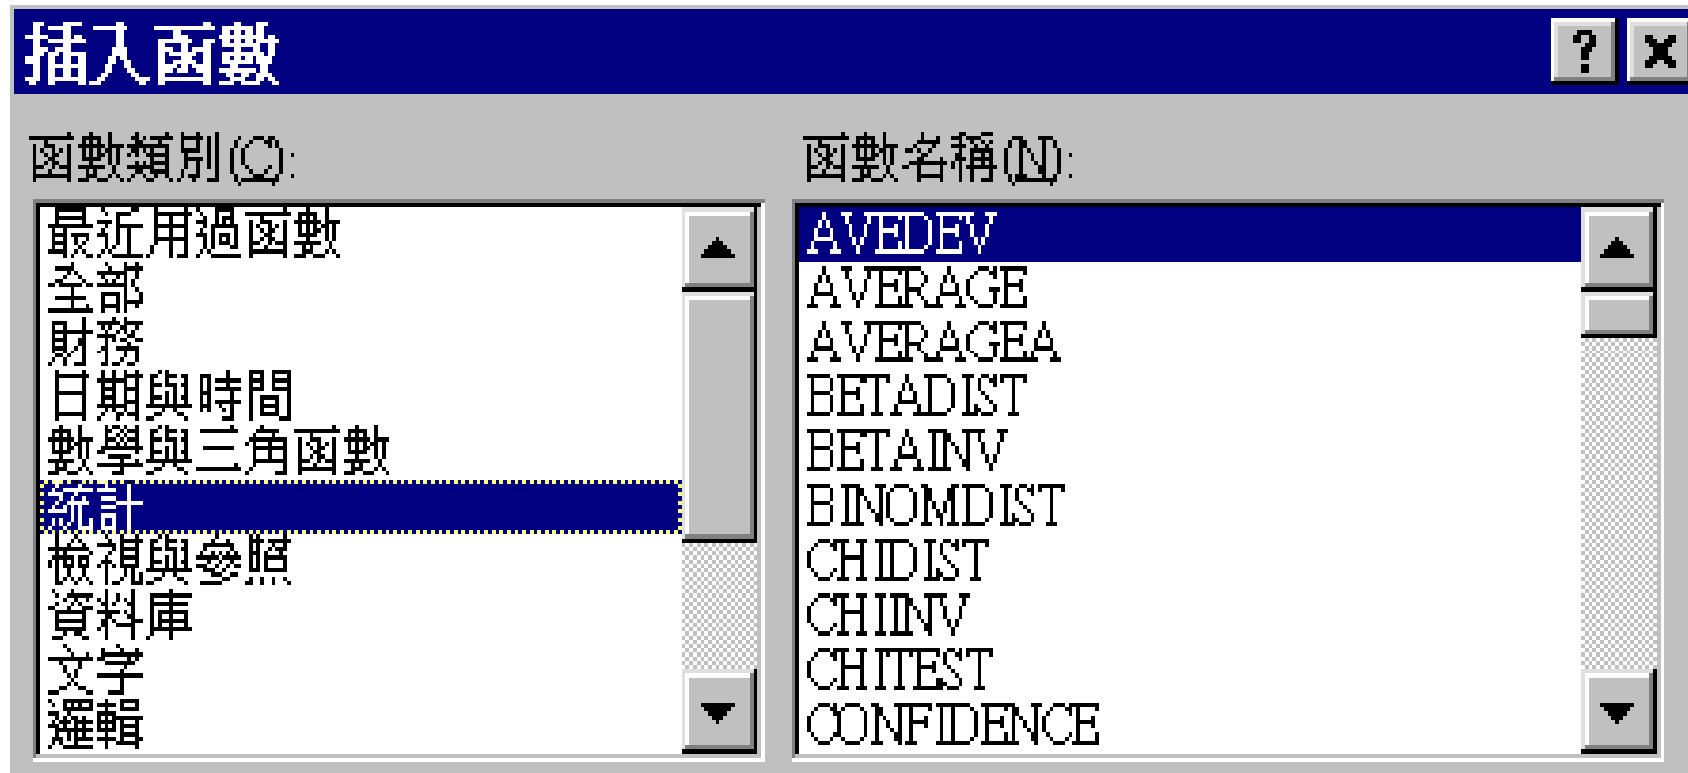 插入函數
函數類別(C):
最近用過函數
全部
財務
日期與時間
數學與三角函數
統計
檢視與參照
資料庫
文字
邏輯
函數名稱(N):
AVEDEV
AVERAGE
AVERAGEA
BETADIST
BETAINV
BINOMDIST
CHIDIST
CHIINV
CHITEST
CONFIDENCE